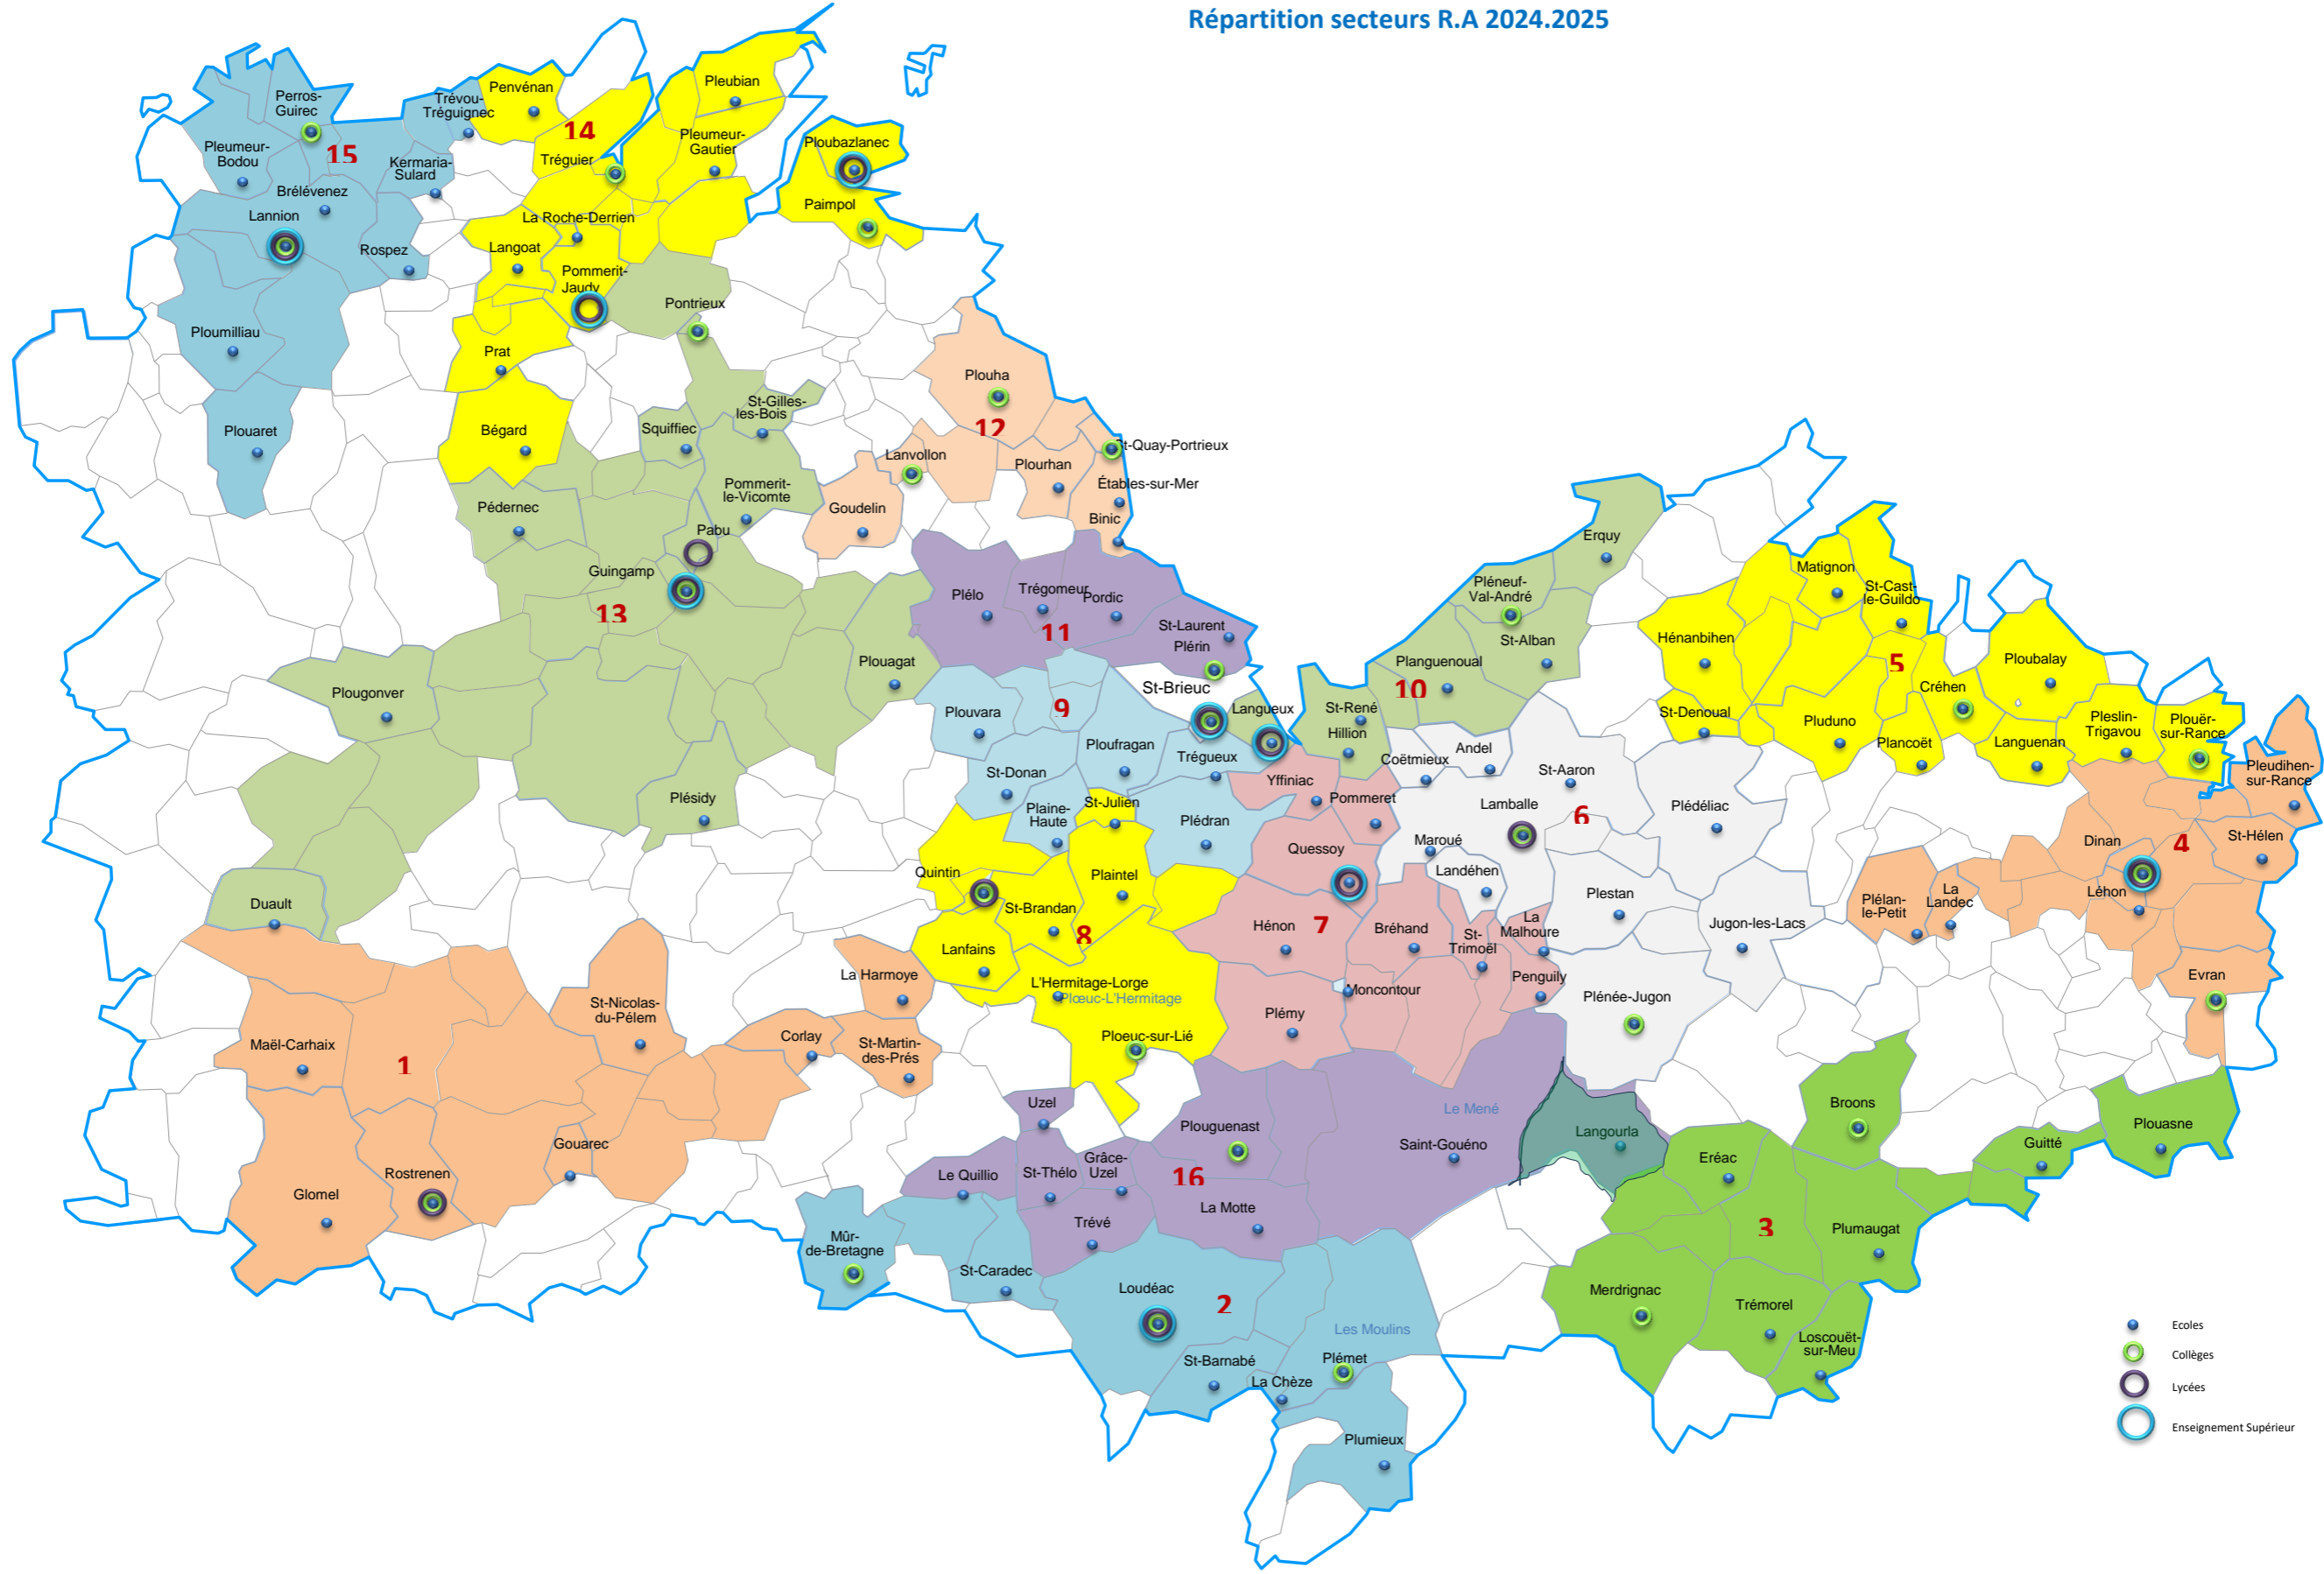 Répartition secteurs R.A 2024.2025
Perros-
Guirec
Trévou-
Tréguignec
Penvénan
Pleubian
14
15
Pleumeur-
Bodou
Kermaria-
Sulard
Tréguier
Pleumeur-
Gautier
Ploubazlanec
Brélévenez
Lannion
Rospez
La Roche-Derrien
Langoat
Pommerit-
Jaudy
Paimpol
Pontrieux
Ploumilliau
Prat
Plouaret
Bégard
Squiffiec
St-Gilles-
les-Bois
Plouha
12
Lanvollon
Plourhan
St-Quay-Portrieux
Étables-sur-Mer
Binic
Goudelin
Pédernec
Pommerit-
le-Vicomte
Pabu
Guingamp
13
Plélo
Trégomeur
Pordic
11
St-Laurent
Plérin
Plouagat
Plougonver
Plésidy
Duault
St-Brieuc
9
Plouvara
Ploufragan
Langueux
Trégueux
St-Donan
Plaine-
Haute
St-Julien
Plédran
Erquy
Pléneuf-
Val-André
St-Alban
Planguenoual
10
St-René
Hillion
Matignon
St-Cast-
le-Guildo
Hénanbihen
5
Créhen
Ploubalay
St-Denoual
Pluduno
Plancoët
Languenan
Pleslin-
Trigavou
Plouër-
sur-Rance
Pleudihen-
sur-Rance
Coëtmieux
Andel
St-Aaron
Yffiniac
Pommeret
Lamballe
6
Plédéliac
Maroué
Landéhen
Quessoy
Plestan
Jugon-les-Lacs
Dinan
4
St-Hélen
Léhon
Plélan-
le-Petit
La
Landec
Evran
Quintin
Plaintel
St-Brandan
8
Lanfains
Hénon
7
Bréhand
St-
Trimoël
La
Malhoure
Penguily
Plénée-Jugon
L'Hermitage-Lorge
Plœuc-L'Hermitage
Ploeuc-sur-Lié
Plémy
Moncontour
La Harmoye
St-Nicolas-
du-Pélem
Corlay
St-Martin-
des-Prés
Maël-Carhaix
1
Gouarec
Rostrenen
Glomel
Uzel
Plouguenast
Le Mené
Saint-Gouéno
Langourla
Le Quillio
St-Thélo
Grâce-
Uzel
16
La Motte
Trévé
Mûr-
de-Bretagne
St-Caradec
Loudéac
2
Les Moulins
St-Barnabé
La Chèze
Plémet
Plumieux
Broons
Eréac
Guitté
Plouasne
3
Plumaugat
Merdrignac
Trémorel
Loscouët-
sur-Meu
Ecoles
Collèges
Lycées
Enseignement Supérieur